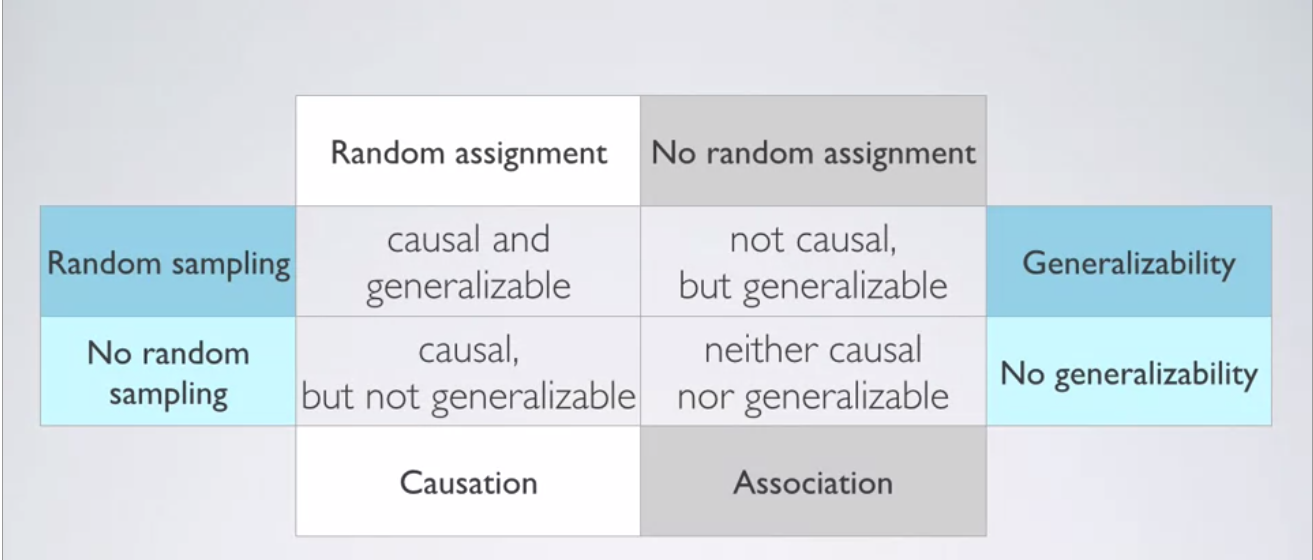 Random assignment
No random assignment
Random sampling
causal and
generalizable
not causal,
but generalizable
Generalizability
No random
sampling
causal,
but not generalizable
neither causal
nor generalizable
No generalizability
Causation
Association